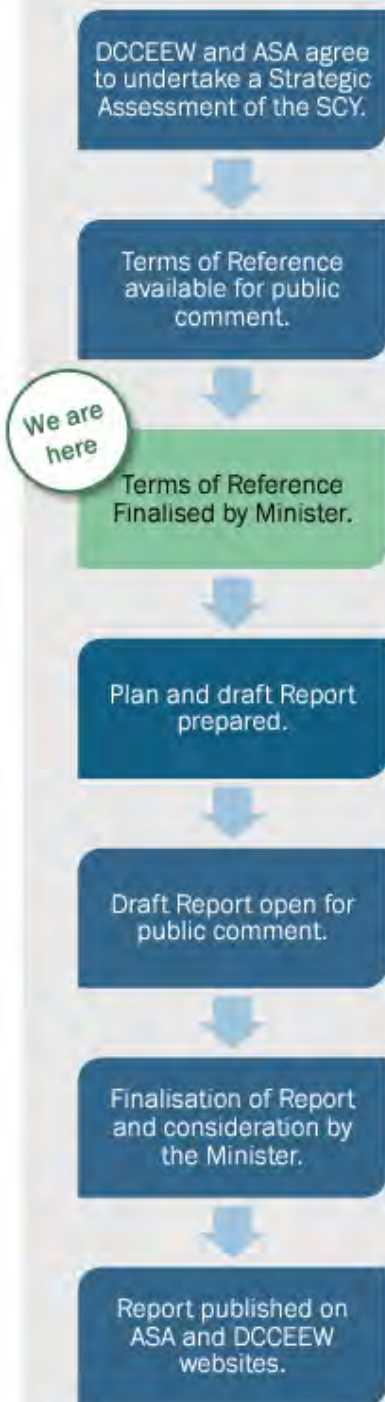 DCCEEW and ASA agree
to undertake a Strategic
Assessment of the SCY.
Terms of Reference
available for public
comment.
We are
here
Terms of Reference
Finalised by Minister.
Plan and draft Report
prepared.
Draft Report open for
public comment.
Finalisation of Report
and consideration by
the Minister.
Report published on
ASA and DCCEEW
websites.